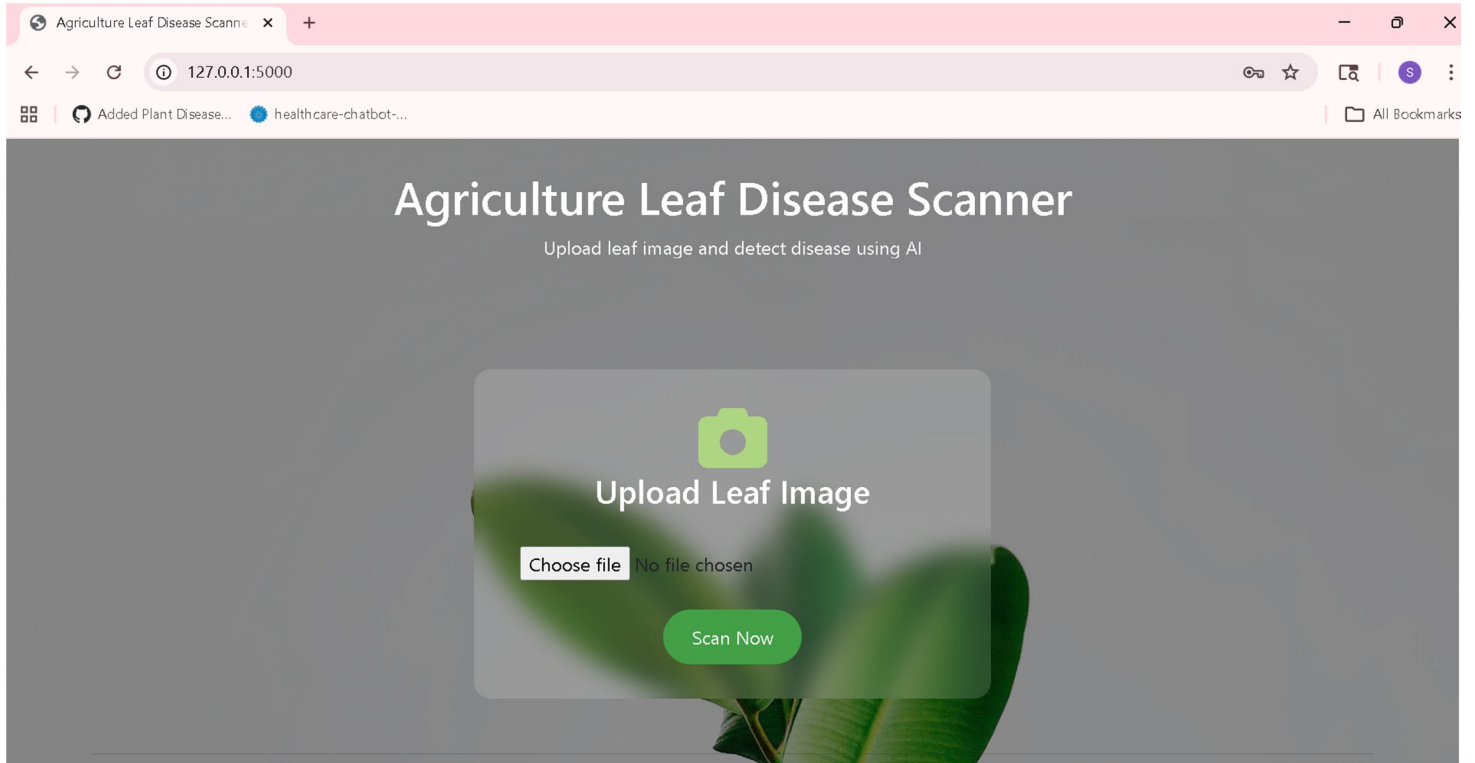 Agriculture Leaf Disease Scanne
127.0.0.1:5000
S
Added Plant Disease... healthcare-chatbot-...
All Bookmarks
Agriculture Leaf Disease Scanner
Upload leaf image and detect disease using AI
Upload Leaf Image
Choose file No file chosen
Scan Now